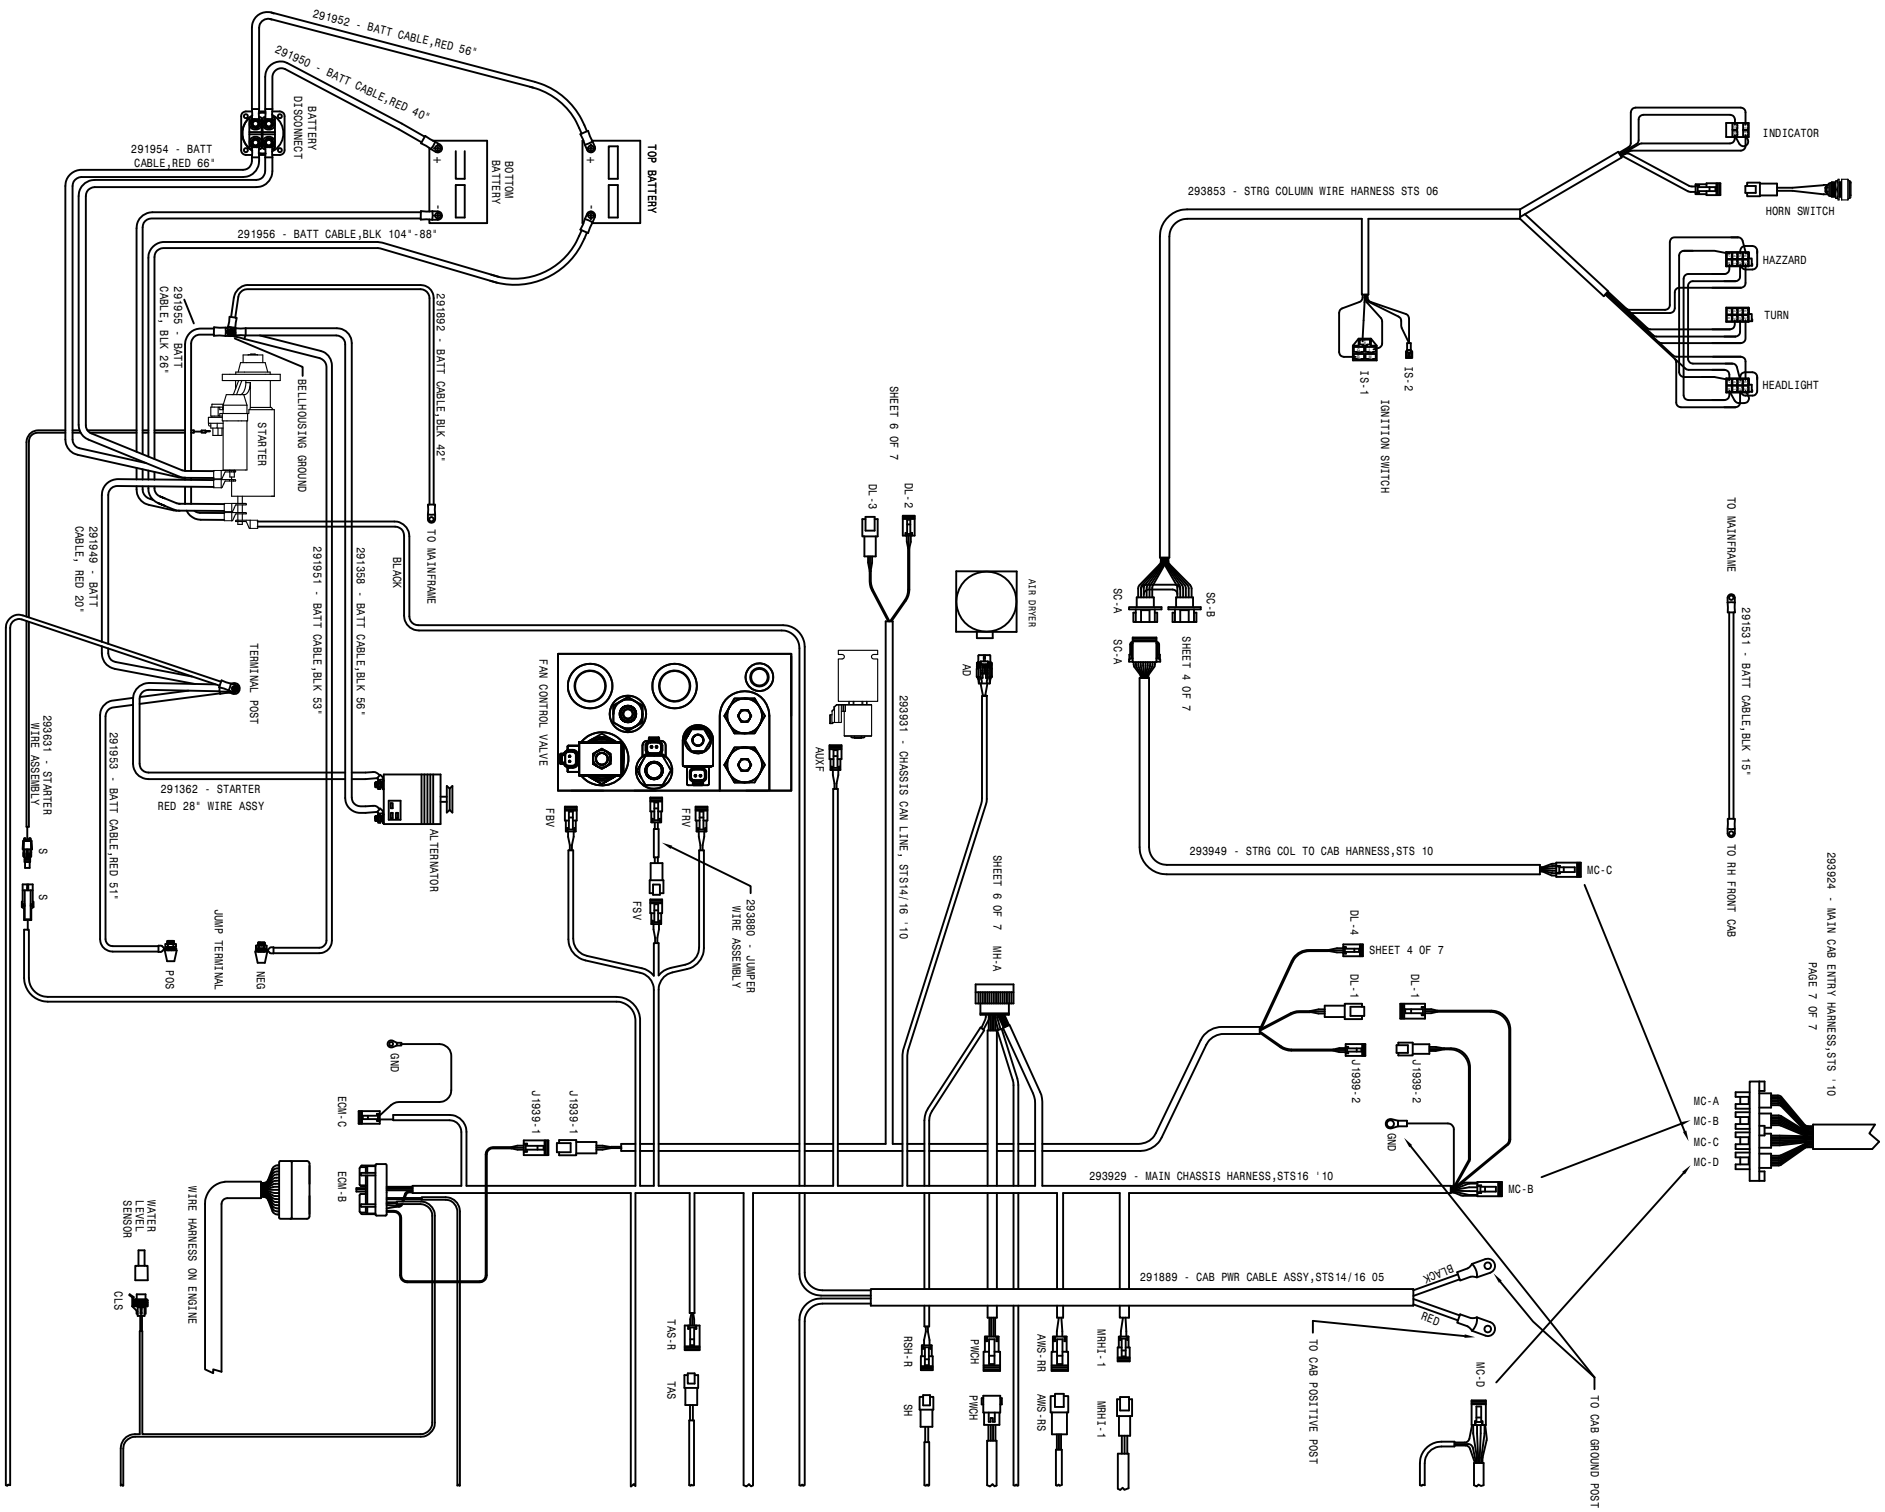 291952 - BATT CABLE,RED 56"
291950 - BATT CABLE,RED 40"
BATTERY
DISCONNECT
291954 - BATT
CABLE,RED 66"
BOTTOM
BATTERY
+
-
TOP BATTERY
+
-
291956 - BATT CABLE,BLK 104"-88"
291955 - BATT
CABLE, BLK 26"
291892 - BATT CABLE,BLK 42"
TO MAINFRAME
BELLHOUSING GROUND
STARTER
291949 - BATT
CABLE, RED 20"
291951 - BATT CABLE,BLK 53"
291358 - BATT CABLE,BLK 56"
BLACK
TERMINAL POST
293631 - STARTER
WIRE ASSEMBLY
S
S
291953 - BATT CABLE,RED 51"
291362 - STARTER
RED 28" WIRE ASSY
ALTERNATOR
JUMP TERMINAL
POS
NEG
FAN CONTROL VALVE
FBV
FSV
FRV
293880 - JUMPER
WIRE ASSEMBLY
AUXF
SHEET 6 OF 7
DL-3
DL-2
293931 - CHASSIS CAN LINE, STS14/16 '10
AIR DRYER
AD
SHEET 6 OF 7
MH-A
293853 - STRG COLUMN WIRE HARNESS STS 06
INDICATOR
HORN SWITCH
HAZZARD
TURN
HEADLIGHT
IS-1
IS-2
IGNITION SWITCH
SC-A
SC-B
SC-A
SHEET 4 OF 7
TO MAINFRAME
291531 - BATT CABLE,BLK 15"
TO RH FRONT CAB
293949 - STRG COL TO CAB HARNESS,STS 10
MC-C
293924 - MAIN CAB ENTRY HARNESS,STS '10
PAGE 7 OF 7
MC-A
MC-B
MC-C
MC-D
DL-4
SHEET 4 OF 7
DL-1
DL-1
J1939-2
J1939-2
GND
MC-B
293929 - MAIN CHASSIS HARNESS,STS16 '10
GND
ECM-C
ECM-B
J1939-1
J1939-1
WIRE HARNESS ON ENGINE
WATER
LEVEL
SENSOR
CLS
291889 - CAB PWR CABLE ASSY,STS14/16 05
BLACK
RED
TO CAB POSITIVE POST
TO CAB GROUND POST
MC-D
TAS-R
TAS
RSH-R
SH
PWCH
PWCH
AWS-RR
AWS-RS
MRHI-1
MRHI-1